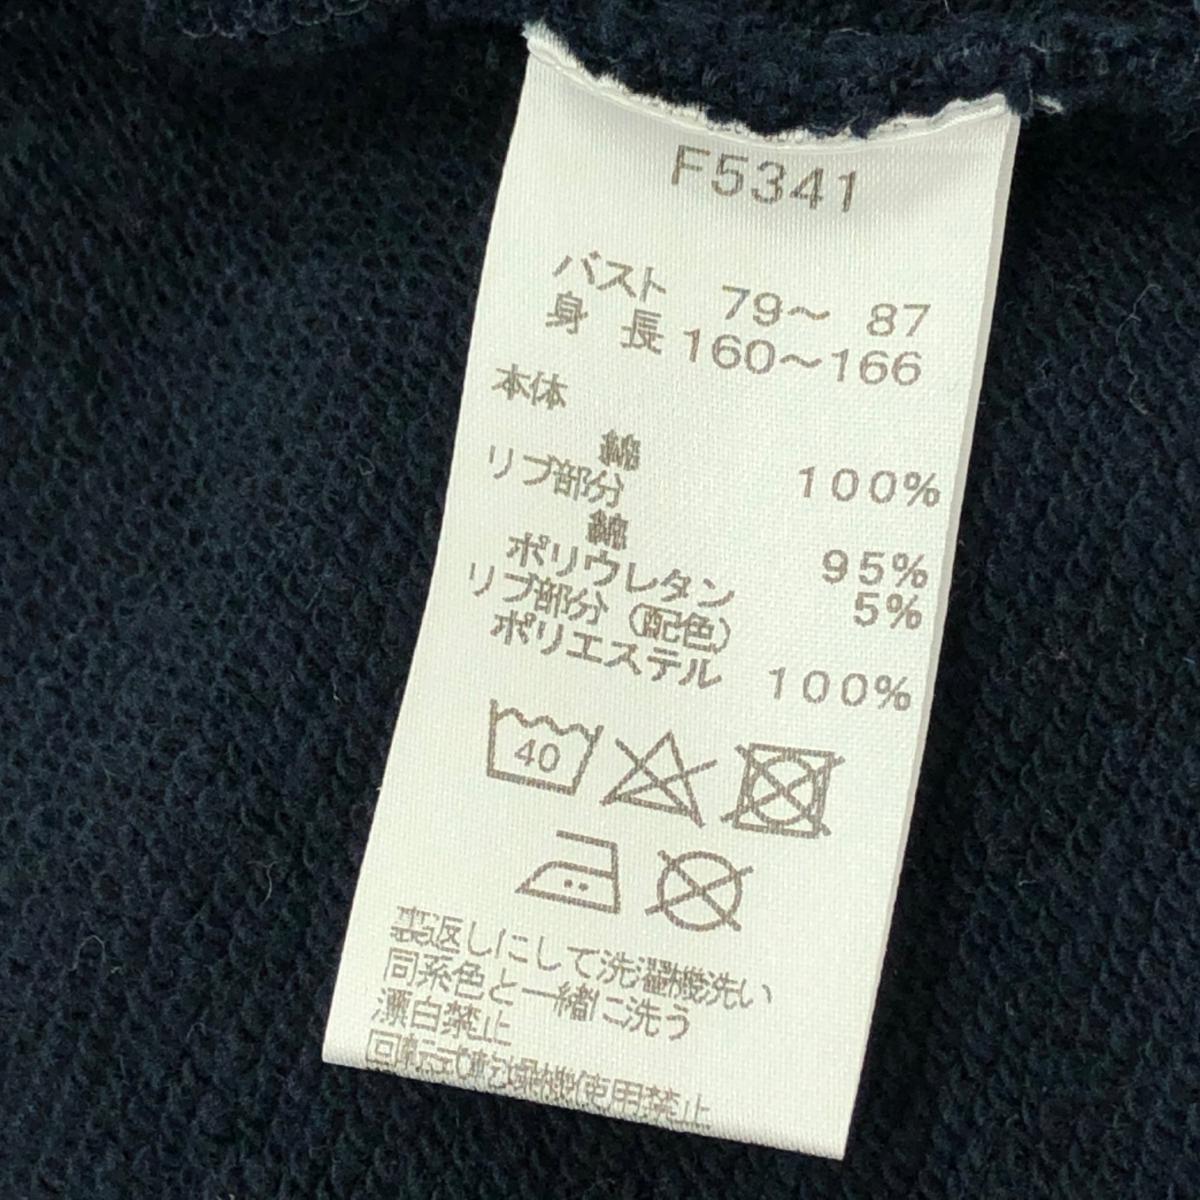 F5341
バスト 79〜 87
身 長 160〜166
本体
綿 100%
リブ部分
綿 95%
ポリウレタン 5%
リブ部分(配色)
ポリエステル 100%
40
裏返しにして洗濯機洗い
同系色と一緒に洗う
漂白禁止
回転式乾燥機使用禁止